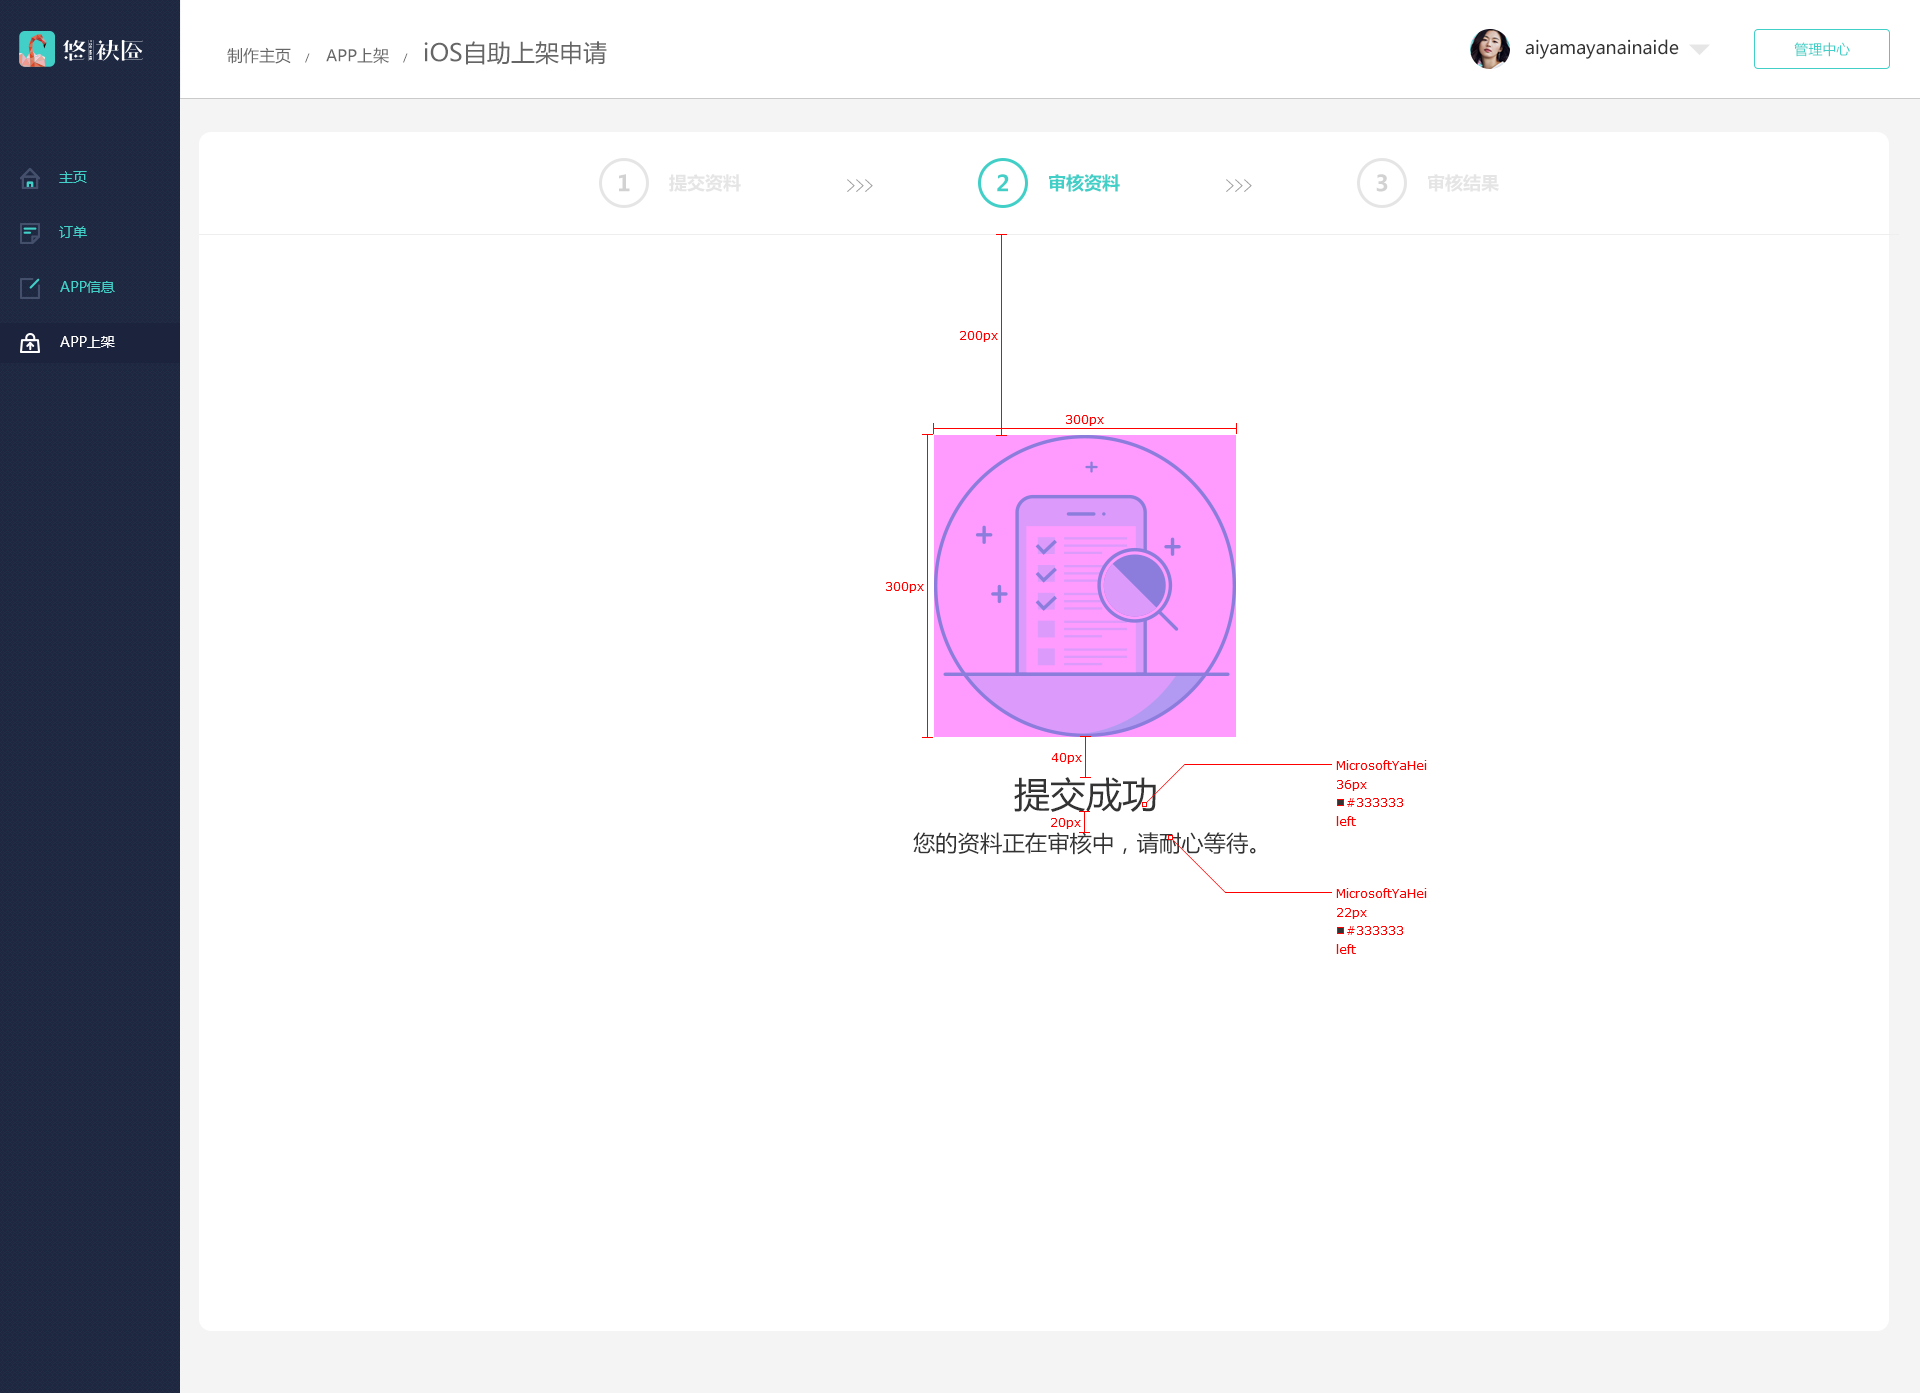 制作主页 / APP上架 / iOS自助上架申请
aiyamayanainaide
管理中心
主页
订单
APP信息
APP上架
1 提交资料 >>> 2 审核资料 >>> 3 审核结果
200px
300px
300px
40px
提交成功
20px
您的资料正在审核中，请耐心等待。
MicrosoftYaHei
36px
#333333
left
MicrosoftYaHei
22px
#333333
left